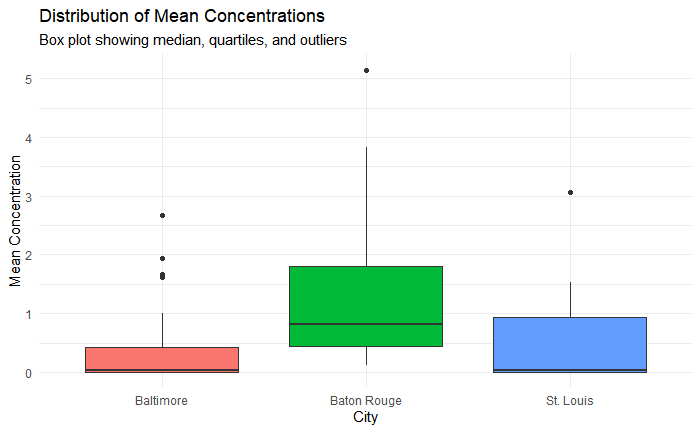 Distribution of Mean Concentrations
Box plot showing median, quartiles, and outliers
Mean Concentration
5
4
3
2
1
0
Baltimore
Baton Rouge
St. Louis
City